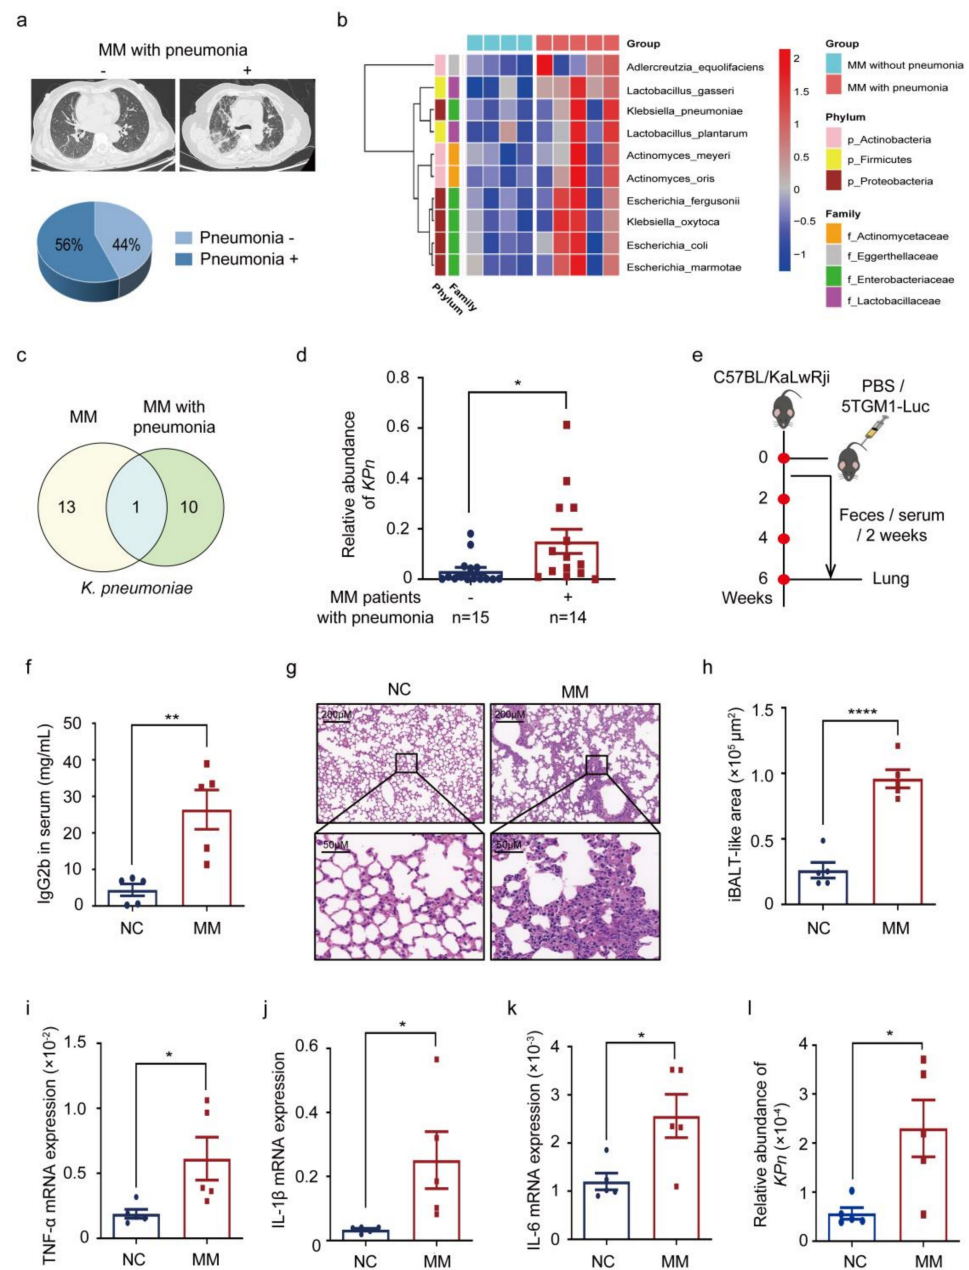 a
MM with pneumonia
- +
56%
44%
Pneumonia -
Pneumonia +
b
Group
Adlercreutzia_equolifaciens
Lactobacillus_gasseri
Klebsiella_pneumoniae
Lactobacillus_plantarum
Actinomyces_meyeri
Actinomyces_oris
Escherichia_fergusonii
Klebsiella_oxytoca
Escherichia_coli
Escherichia_marmotae
Phylum
Family
2
1.5
1
0.5
0
−0.5
−1
Group
MM without pneumonia
MM with pneumonia
Phylum
p_Actinobacteria
p_Firmicutes
p_Proteobacteria
Family
f_Actinomycetaceae
f_Eggerthellaceae
f_Enterobacteriaceae
f_Lactobacillaceae
c
MM
MM with
pneumonia
13
1
10
K. pneumoniae
d
Relative abundance
of KPn
0.8
0.6
0.4
0.2
0
*
MM patients
with pneumonia
- +
n=15 n=14
e
C57BL/KaLwRji
PBS /
5TGM1-Luc
0
2
4
6
Weeks
Feces / serum
/ 2 weeks
Lung
f
IgG2b in serum (mg/mL)
50
40
30
20
10
0
**
NC MM
g
NC MM
200μM
200μM
50μM
50μM
h
iBALT-like area (×10⁵ μm²)
1.5
1.0
0.5
0
****
NC MM
i
TNF-α mRNA expression (×10⁻²)
1.5
1.0
0.5
0
*
NC MM
j
IL-1β mRNA expression
0.6
0.4
0.2
0
*
NC MM
k
IL-6 mRNA expression (×10⁻³)
4
3
2
1
0
*
NC MM
l
Relative abundance of
KPn (×10⁻⁴)
4
3
2
1
0
*
NC MM